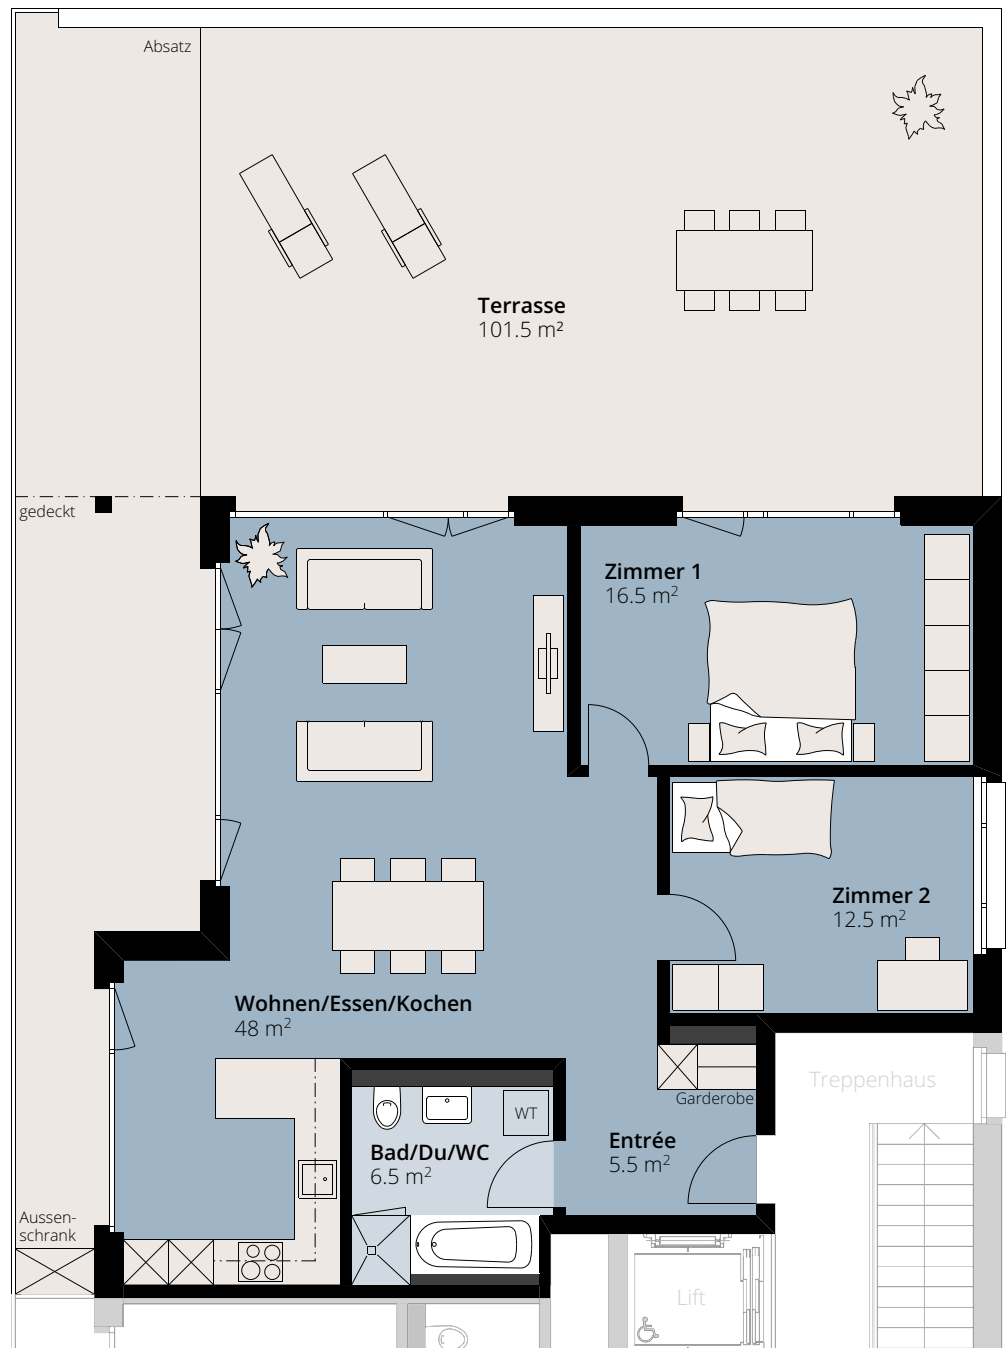 Absatz
Terrasse
101.5 m²
gedeckt
Zimmer 1
16.5 m²
Zimmer 2
12.5 m²
Wohnen/Essen/Kochen
48 m²
Treppenhaus
Garderobe
WT
Bad/Du/WC
6.5 m²
Entrée
5.5 m²
Aussen-
schrank
Lift